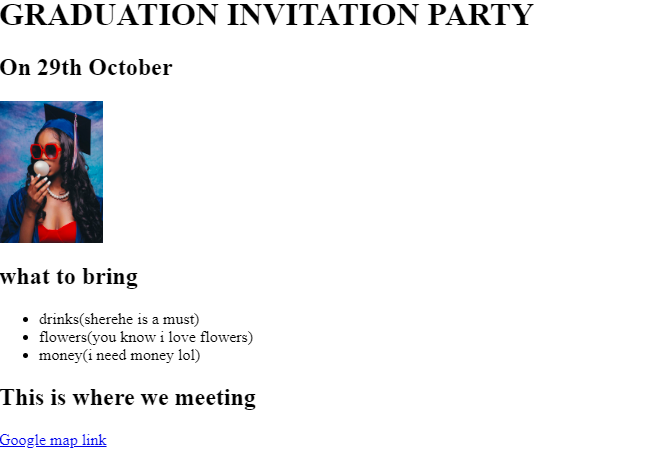 GRADUATION INVITATION PARTY
On 29th October
what to bring
drinks(sherehe is a must)
flowers(you know i love flowers)
money(i need money lol)
This is where we meeting
Google map link